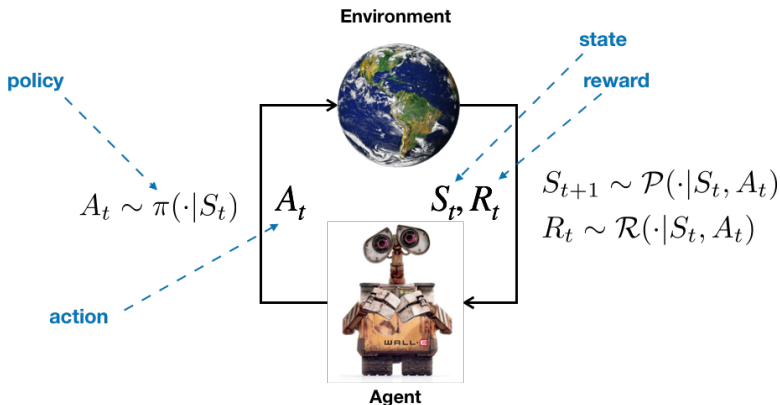 Environment
state
policy
reward
A_t ∼ π(·|S_t)
A_t
S_t, R_t
S_{t+1} ∼ P(·|S_t, A_t)
R_t ∼ R(·|S_t, A_t)
action
WALL·E
Agent